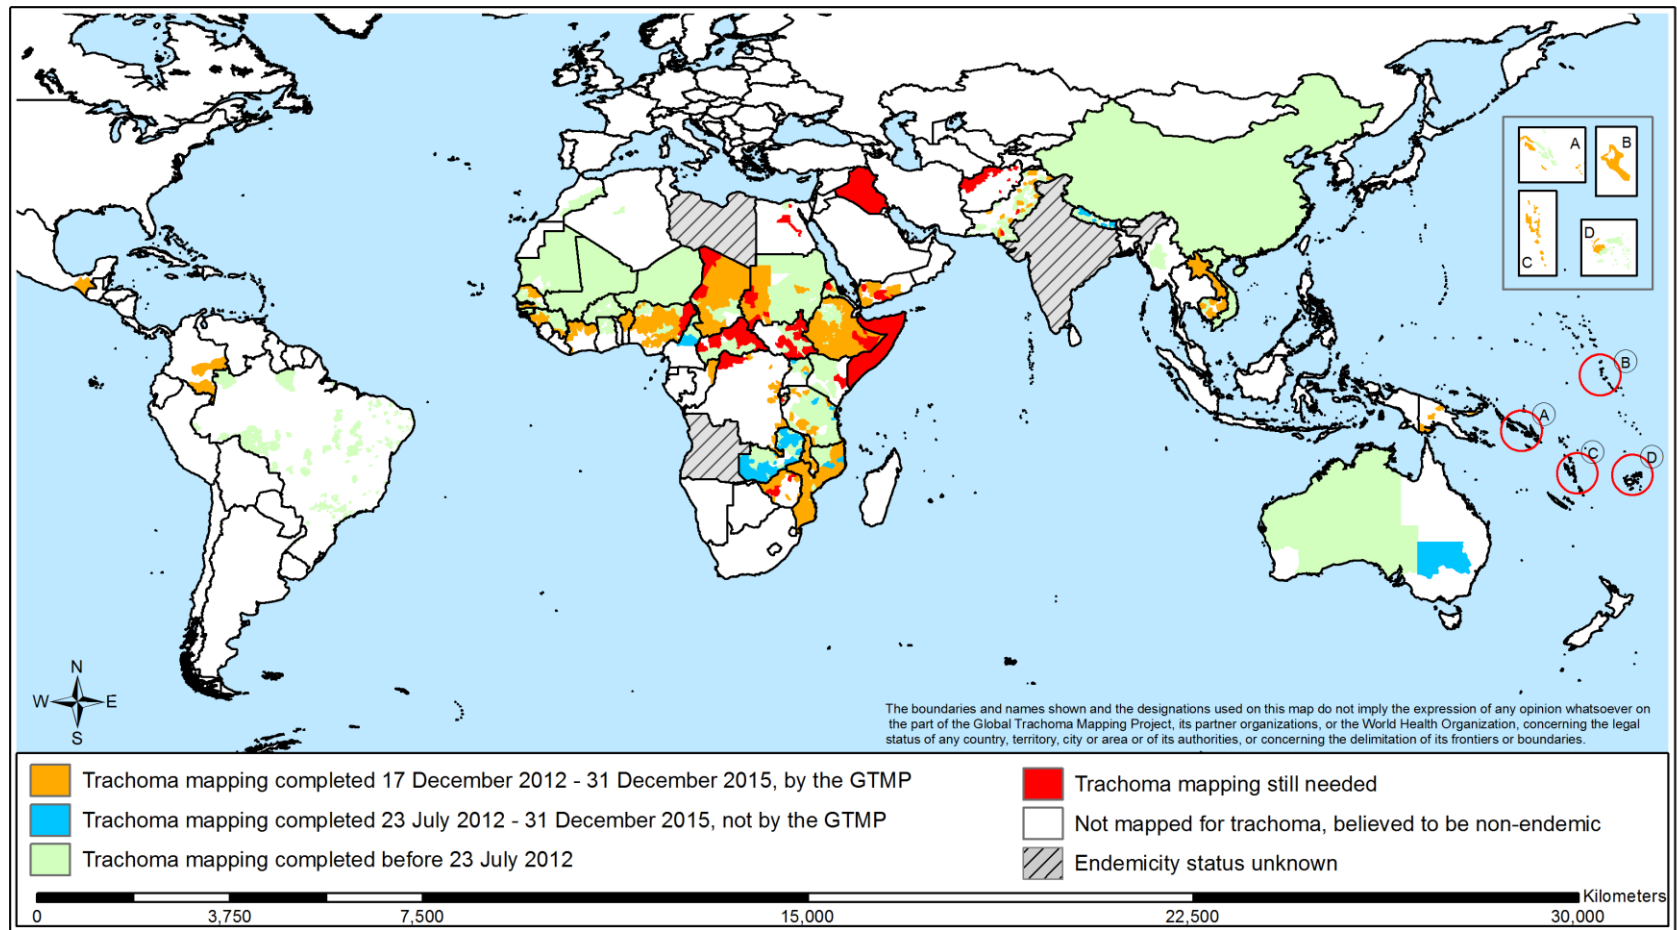 A
B
C
D
B
A
C
D
N
W E
S
The boundaries and names shown and the designations used on this map do not imply the expression of any opinion whatsoever on
the part of the Global Trachoma Mapping Project, its partner organizations, or the World Health Organization, concerning the legal
status of any country, territory, city or area or of its authorities, or concerning the delimitation of its frontiers or boundaries.
Trachoma mapping completed 17 December 2012 - 31 December 2015, by the GTMP
Trachoma mapping completed 23 July 2012 - 31 December 2015, not by the GTMP
Trachoma mapping completed before 23 July 2012
Trachoma mapping still needed
Not mapped for trachoma, believed to be non-endemic
Endemicity status unknown
Kilometers
0 3,750 7,500 15,000 22,500 30,000